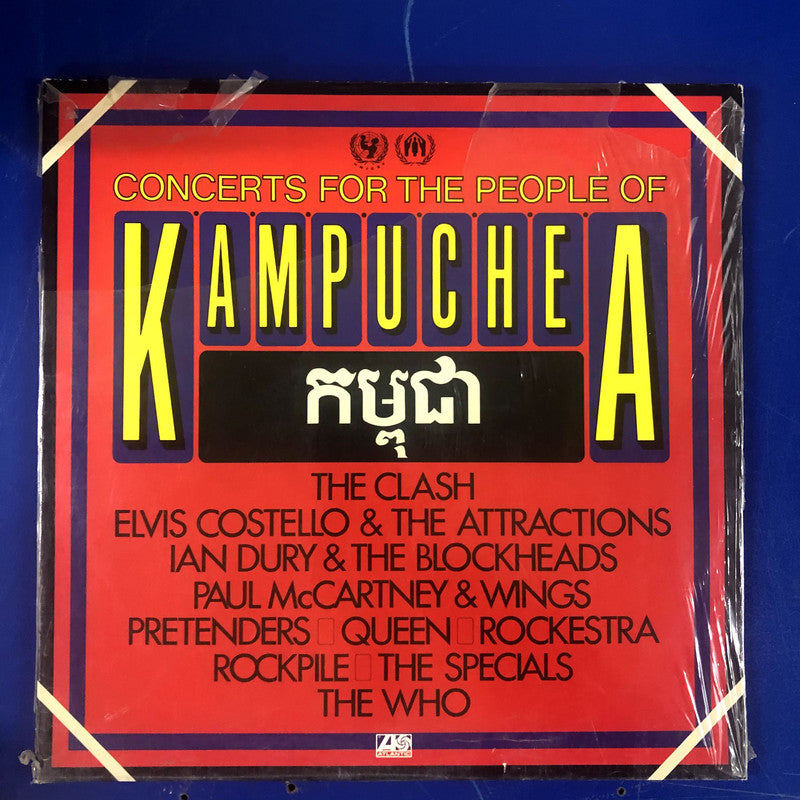 CONCERTS FOR THE PEOPLE OF
KAMPUCHEA
កម្ពុជា
THE CLASH
ELVIS COSTELLO & THE ATTRACTIONS
IAN DURY & THE BLOCKHEADS
PAUL McCARTNEY & WINGS
PRETENDERS QUEEN ROCKESTRA
ROCKPILE THE SPECIALS
THE WHO
ATLANTIC